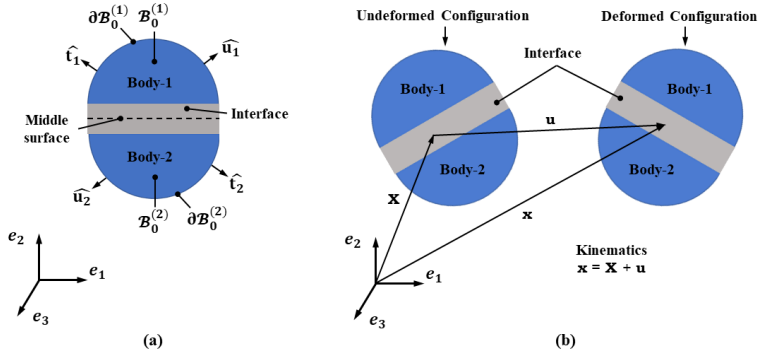 ∂ℬ₀⁽¹⁾
ℬ₀⁽¹⁾
t̂₁
û₁
Body-1
Middle
surface
Interface
Body-2
û₂
t̂₂
ℬ₀⁽²⁾
∂ℬ₀⁽²⁾
e₂
e₁
e₃
(a)
Undeformed Configuration
Deformed Configuration
Interface
Body-1
Body-1
u
Body-2
Body-2
X
x
e₂
e₁
e₃
Kinematics
x = X + u
(b)